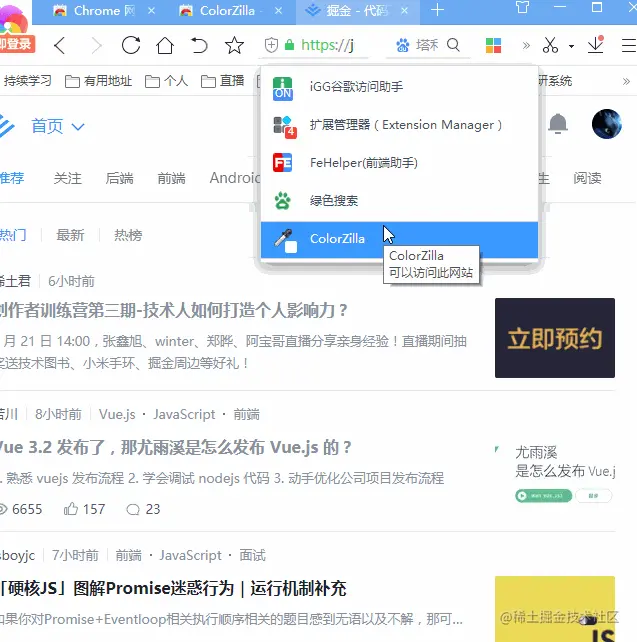 Chrome 网
ColorZilla
掘金 - 代码
即登录
https://j
持续学习 有用地址 个人 直播
研系统
iGG谷歌访问助手
扩展管理器（Extension Manager）
FeHelper(前端助手)
绿色搜索
ColorZilla
ColorZilla
可以访问此网站
首页
推荐 关注 后端 前端 Android
阅读
热门 最新 热榜
稀土君 6小时前
创作者训练营第三期-技术人如何打造个人影响力？
月 21 日 14:00，张鑫旭、winter、郑晔、阿宝哥直播分享亲身经验！直播期间抽
奖送技术图书、小米手环、掘金周边等好礼！
立即预约
若川 8小时前 Vue.js · JavaScript · 前端
Vue 3.2 发布了，那尤雨溪是怎么发布 Vue.js 的？
1. 熟悉 vuejs 发布流程 2. 学会调试 nodejs 代码 3. 动手优化公司项目发布流程
6655 157 23
尤雨溪
是怎么发布 Vue.j
sboyjc 7小时前 前端 · JavaScript · 面试
「硬核JS」图解Promise迷惑行为 | 运行机制补充
如果你对Promise+Eventloop相关执行顺序相关的题目感到无语以及不解，那可...
JS
@稀土掘金技术社区